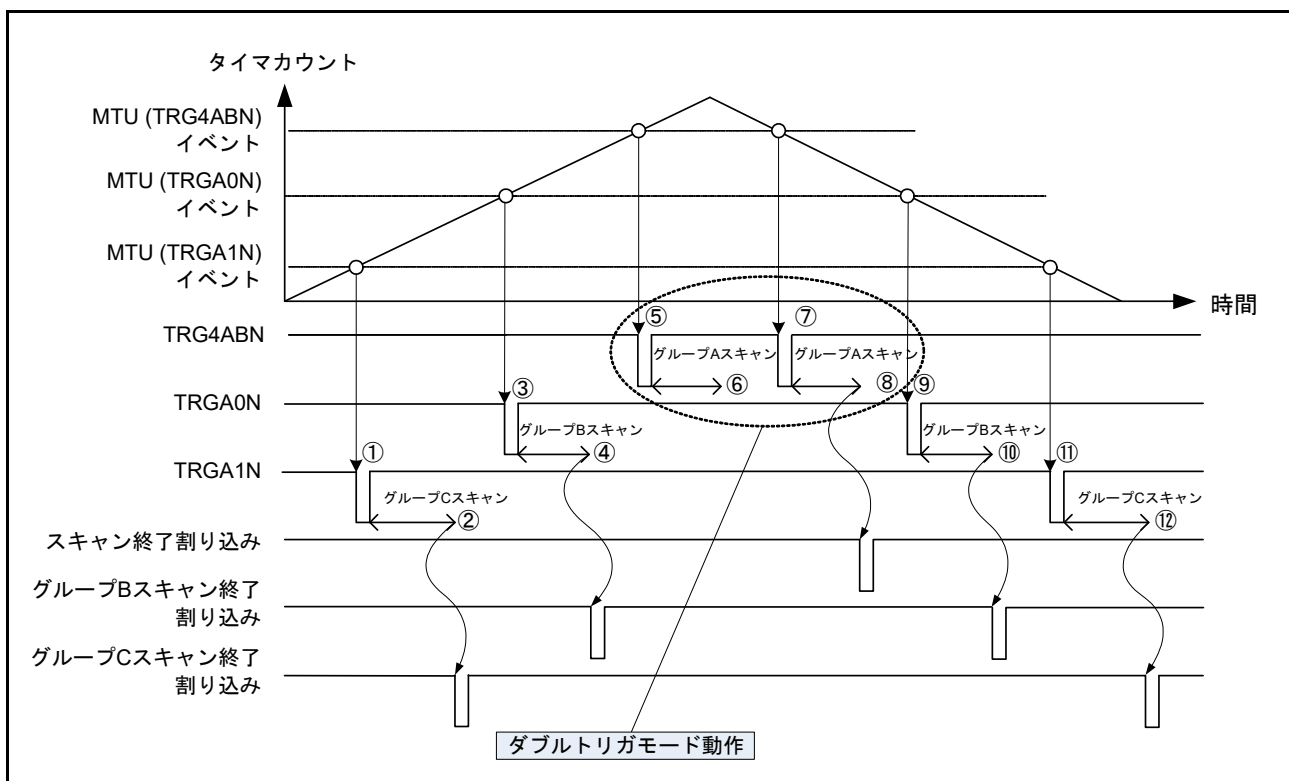 タイマカウント
MTU (TRG4ABN)
イベント
MTU (TRGA0N)
イベント
MTU (TRGA1N)
イベント
時間
TRG4ABN
⑤
⑦
グループAスキャン
グループAスキャン
⑥
⑧
TRGA0N
③
⑨
グループBスキャン
グループBスキャン
④
⑩
TRGA1N
①
⑪
グループCスキャン
グループCスキャン
②
⑫
スキャン終了割り込み
グループBスキャン終了
割り込み
グループCスキャン終了
割り込み
ダブルトリガモード動作